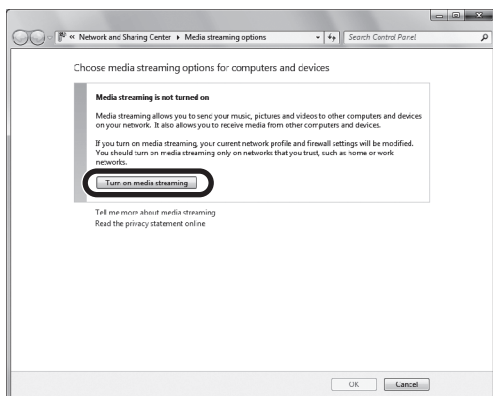 « Network and Sharing Center ▸ Media streaming options
Search Control Panel
Choose media streaming options for computers and devices
Media streaming is not turned on
Media streaming allows you to send your music, pictures and videos to other computers and devices
on your network. It also allows you to receive media from other computers and devices.
If you turn on media streaming, your current network profile and firewall settings will be modified.
You should turn on media streaming only on networks that you trust, such as home or work
networks.
Turn on media streaming
Tell me more about media streaming
Read the privacy statement online
OK
Cancel